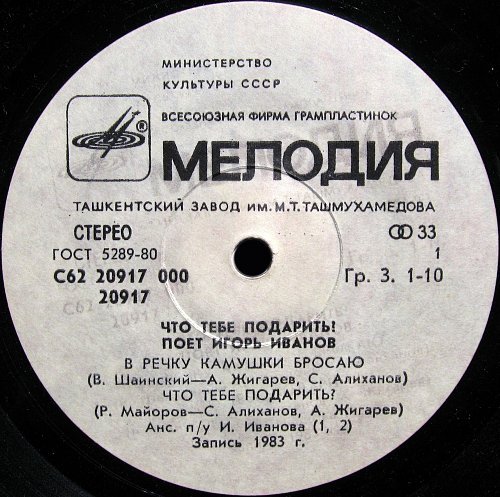 МИНИСТЕРСТВО
КУЛЬТУРЫ СССР
ВСЕСОЮЗНАЯ ФИРМА ГРАМПЛАСТИНОК
® МЕЛОДИЯ
ТАШКЕНТСКИЙ ЗАВОД ИМ. М. Т. ТАШМУХАМЕДОВА
СТЕРЕО 33
ГОСТ 5289-80 1
С62 20917 000 Гр. 3. 1-10
20917
ЧТО ТЕБЕ ПОДАРИТЬ?
ПОЕТ ИГОРЬ ИВАНОВ
В РЕЧКУ КАМУШКИ БРОСАЮ
(В. Шаинский—А. Жигарев, С. Алиханов)
ЧТО ТЕБЕ ПОДАРИТЬ?
(Р. Майоров—С. Алиханов, А. Жигарев)
Анс. п/у И. Иванова (1, 2)
Запись 1983 г.